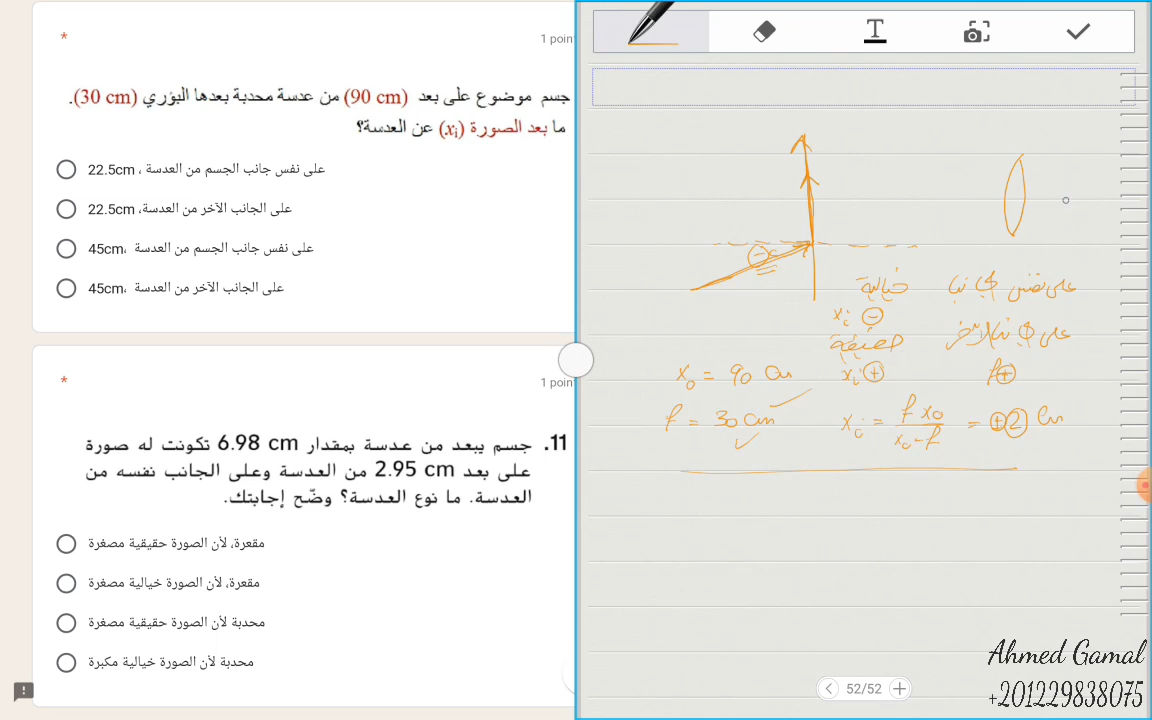 *
1 poin
جسم موضوع على بعد (90 cm) من عدسة محدبة بعدها البؤري (30 cm).
ما بعد الصورة (xᵢ) عن العدسة؟
22.5cm ، على نفس جانب الجسم من العدسة
22.5cm ،على الجانب الآخر من العدسة
45cm، على نفس جانب الجسم من العدسة
45cm، على الجانب الآخر من العدسة
*
1 poin
11. جسم يبعد من عدسة بمقدار 6.98 cm تكونت له صورة
على بعد 2.95 cm من العدسة وعلى الجانب نفسه من
العدسة. ما نوع العدسة؟ وضّح إجابتك.
مقعرة، لأن الصورة حقيقية مصغرة
مقعرة، لأن الصورة خيالية مصغرة
محدبة لأن الصورة حقيقية مصغرة
محدبة لأن الصورة خيالية مكبرة
T
على نفس الجانب خيالية
xᵢ ⊖
على الجانب الآخر حقيقية
x₀ = 90 cm xᵢ ⊕ f⊕
f = 30 cm xᵢ = f x₀ / x₀ - f = ⊕② cm
52/52
Ahmed Gamal
+201229838075